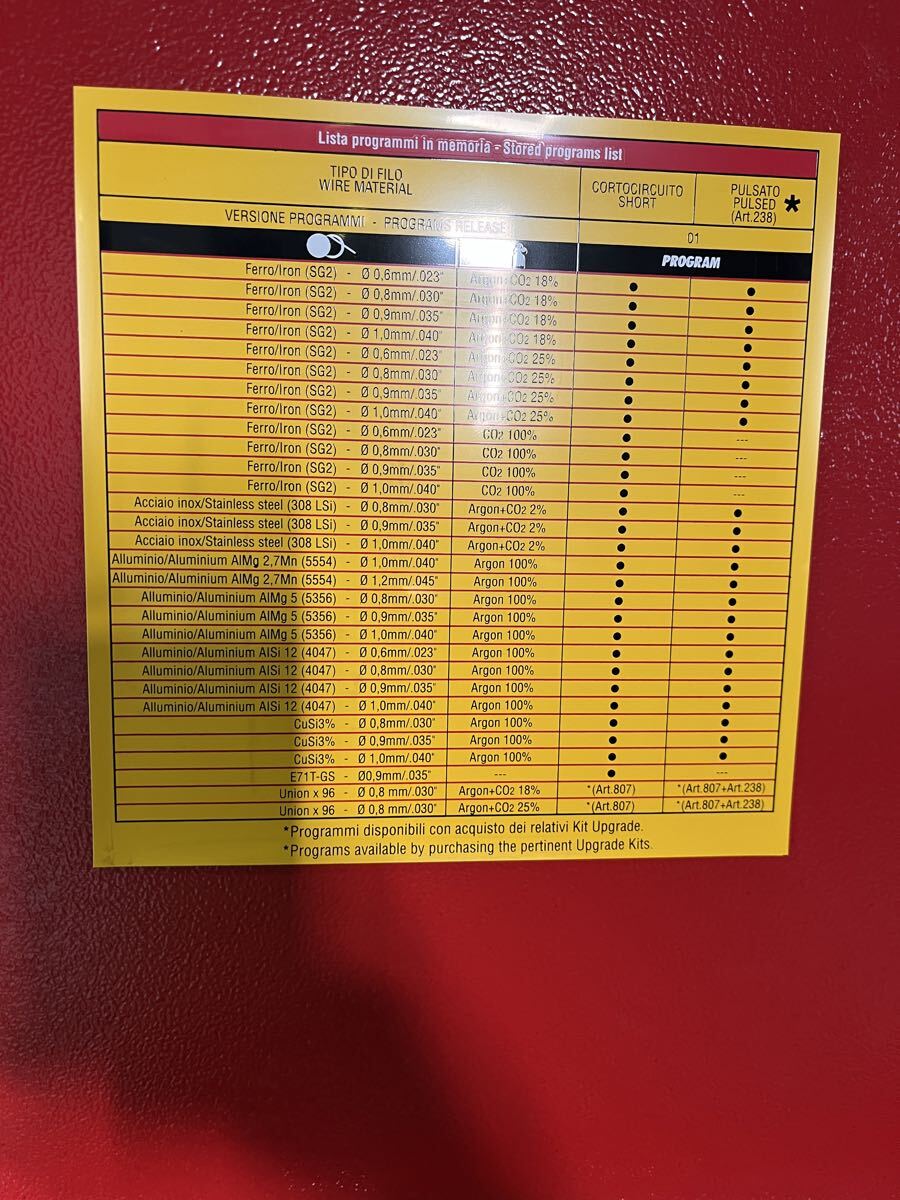 Lista programmi in memoria - Stored programs list
TIPO DI FILO
WIRE MATERIAL
CORTOCIRCUITO
SHORT
PULSATO
PULSED
(Art.238)
*
VERSIONE PROGRAMMI - PROGRAMS RELEASE
D1
PROGRAM
Ferro/Iron (SG2) - Ø 0,6mm/.023" Argon+CO2 18% ● ●
Ferro/Iron (SG2) - Ø 0,8mm/.030" Argon+CO2 18% ● ●
Ferro/Iron (SG2) - Ø 0,9mm/.035" Argon+CO2 18% ● ●
Ferro/Iron (SG2) - Ø 1,0mm/.040" Argon+CO2 18% ● ●
Ferro/Iron (SG2) - Ø 0,6mm/.023" Argon+CO2 25% ● ●
Ferro/Iron (SG2) - Ø 0,8mm/.030" Argon+CO2 25% ● ●
Ferro/Iron (SG2) - Ø 0,9mm/.035" Argon+CO2 25% ● ●
Ferro/Iron (SG2) - Ø 1,0mm/.040" Argon+CO2 25% ● ●
Ferro/Iron (SG2) - Ø 0,6mm/.023" CO2 100% ● ---
Ferro/Iron (SG2) - Ø 0,8mm/.030" CO2 100% ● ---
Ferro/Iron (SG2) - Ø 0,9mm/.035" CO2 100% ● ---
Ferro/Iron (SG2) - Ø 1,0mm/.040" CO2 100% ● ---
Acciaio inox/Stainless steel (308 LSi) - Ø 0,8mm/.030" Argon+CO2 2% ● ●
Acciaio inox/Stainless steel (308 LSi) - Ø 0,9mm/.035" Argon+CO2 2% ● ●
Acciaio inox/Stainless steel (308 LSi) - Ø 1,0mm/.040" Argon+CO2 2% ● ●
Alluminio/Aluminium AlMg 2,7Mn (5554) - Ø 1,0mm/.040" Argon 100% ● ●
Alluminio/Aluminium AlMg 2,7Mn (5554) - Ø 1,2mm/.045" Argon 100% ● ●
Alluminio/Aluminium AlMg 5 (5356) - Ø 0,8mm/.030" Argon 100% ● ●
Alluminio/Aluminium AlMg 5 (5356) - Ø 0,9mm/.035" Argon 100% ● ●
Alluminio/Aluminium AlMg 5 (5356) - Ø 1,0mm/.040" Argon 100% ● ●
Alluminio/Aluminium AlSi 12 (4047) - Ø 0,6mm/.023" Argon 100% ● ●
Alluminio/Aluminium AlSi 12 (4047) - Ø 0,8mm/.030" Argon 100% ● ●
Alluminio/Aluminium AlSi 12 (4047) - Ø 0,9mm/.035" Argon 100% ● ●
Alluminio/Aluminium AlSi 12 (4047) - Ø 1,0mm/.040" Argon 100% ● ●
CuSi3% - Ø 0,8mm/.030" Argon 100% ● ●
CuSi3% - Ø 0,9mm/.035" Argon 100% ● ●
CuSi3% - Ø 1,0mm/.040" Argon 100% ● ●
E71T-GS - Ø0,9mm/.035" --- ● ---
Union x 96 - Ø 0,8 mm/.030" Argon+CO2 18% *(Art.807) *(Art.807+Art.238)
Union x 96 - Ø 0,8 mm/.030" Argon+CO2 25% *(Art.807) *(Art.807+Art.238)
*Programmi disponibili con acquisto dei relativi Kit Upgrade.
*Programs available by purchasing the pertinent Upgrade Kits.